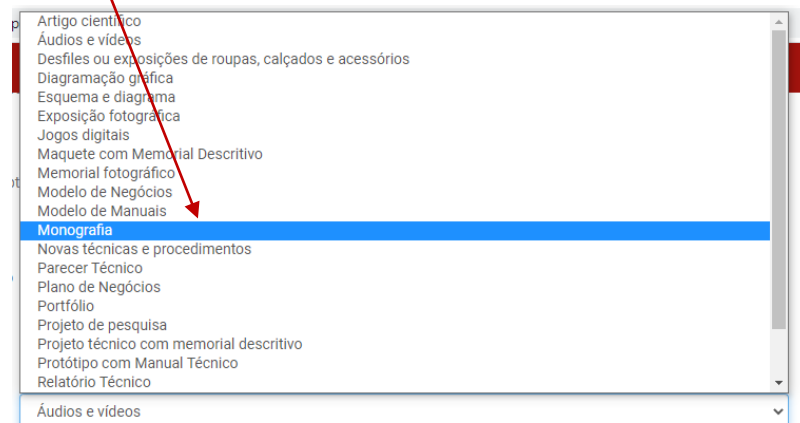 Artigo científico
Áudios e vídeos
Desfiles ou exposições de roupas, calçados e acessórios
Diagramação gráfica
Esquema e diagrama
Exposição fotográfica
Jogos digitais
Maquete com Memorial Descritivo
Memorial fotográfico
Modelo de Negócios
Modelo de Manuais
Monografia
Novas técnicas e procedimentos
Parecer Técnico
Plano de Negócios
Portfólio
Projeto de pesquisa
Projeto técnico com memorial descritivo
Protótipo com Manual Técnico
Relatório Técnico
Áudios e vídeos